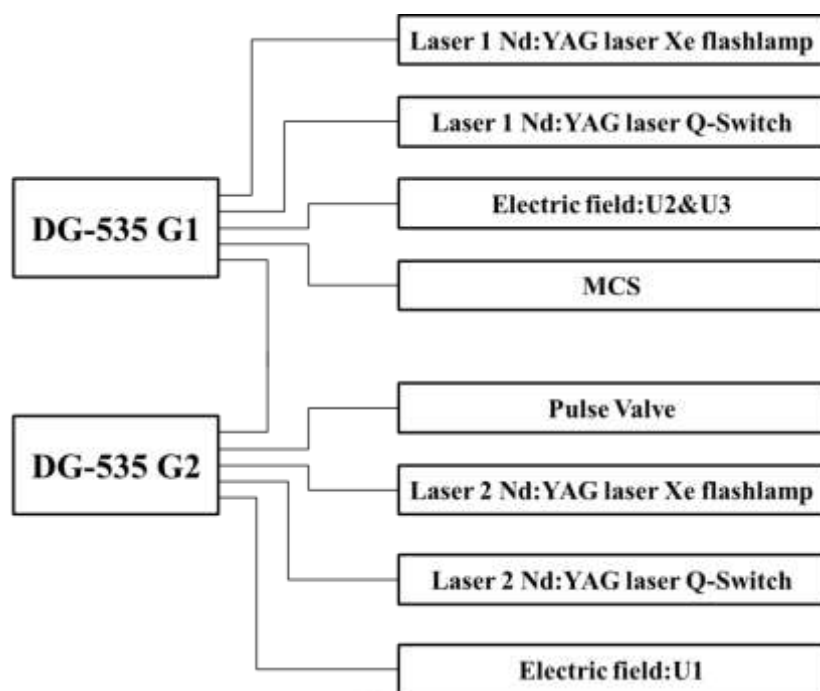 Laser 1 Nd:YAG laser Xe flashlamp
Laser 1 Nd:YAG laser Q-Switch
DG-535 G1
Electric field:U2&U3
MCS
Pulse Valve
DG-535 G2
Laser 2 Nd:YAG laser Xe flashlamp
Laser 2 Nd:YAG laser Q-Switch
Electric field:U1